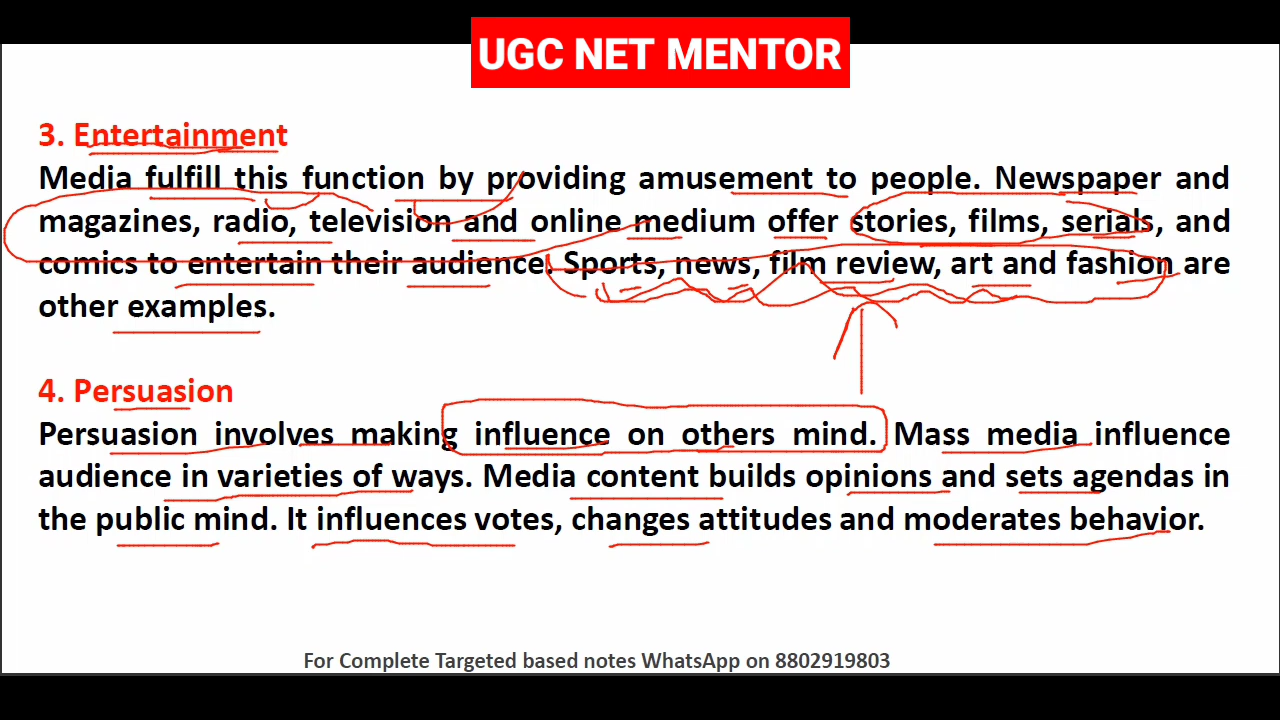 UGC NET MENTOR
3. Entertainment
Media fulfill this function by providing amusement to people. Newspaper and
magazines, radio, television and online medium offer stories, films, serials, and
comics to entertain their audience. Sports, news, film review, art and fashion are
other examples.
4. Persuasion
Persuasion involves making influence on others mind. Mass media influence
audience in varieties of ways. Media content builds opinions and sets agendas in
the public mind. It influences votes, changes attitudes and moderates behavior.
For Complete Targeted based notes WhatsApp on 8802919803